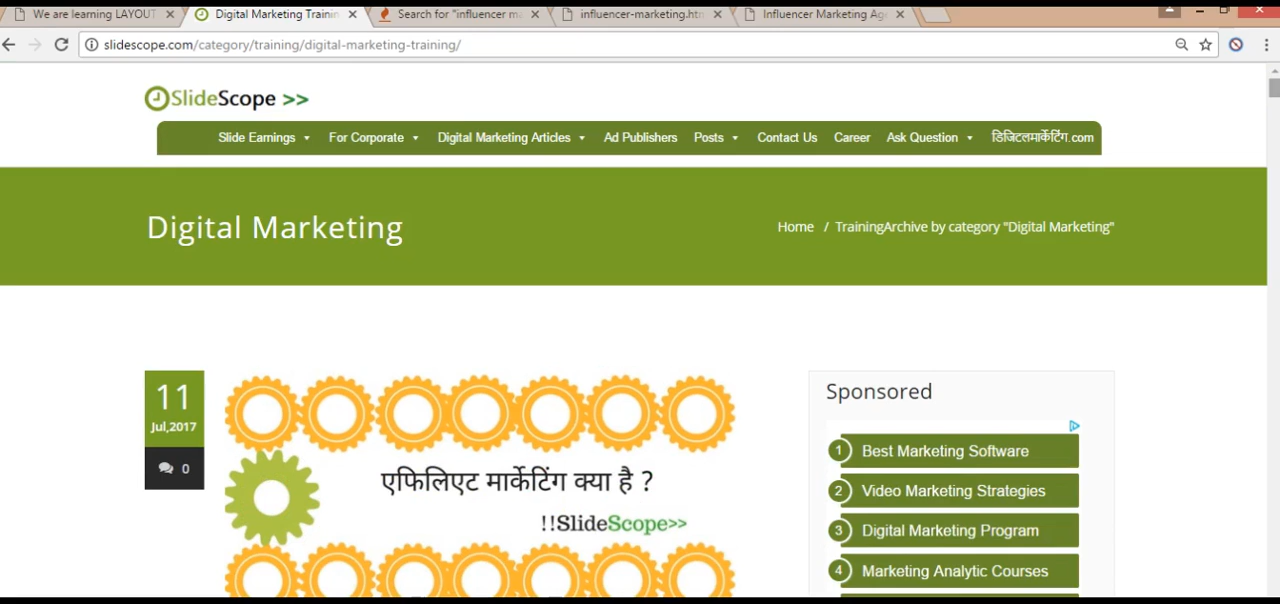 We are learning LAYOUT
Digital Marketing Trainin
Search for "influencer m
influencer-marketing.htm
Influencer Marketing Age
slidescope.com/category/training/digital-marketing-training/
SlideScope >>
Slide Earnings For Corporate Digital Marketing Articles Ad Publishers Posts Contact Us Career Ask Question डिजिटलमार्केटिंग.com
Digital Marketing
Home / TrainingArchive by category "Digital Marketing"
11
Jul,2017
0
एफिलिएट मार्केटिंग क्या है ?
!!SlideScope>>
Sponsored
1 Best Marketing Software
2 Video Marketing Strategies
3 Digital Marketing Program
4 Marketing Analytic Courses